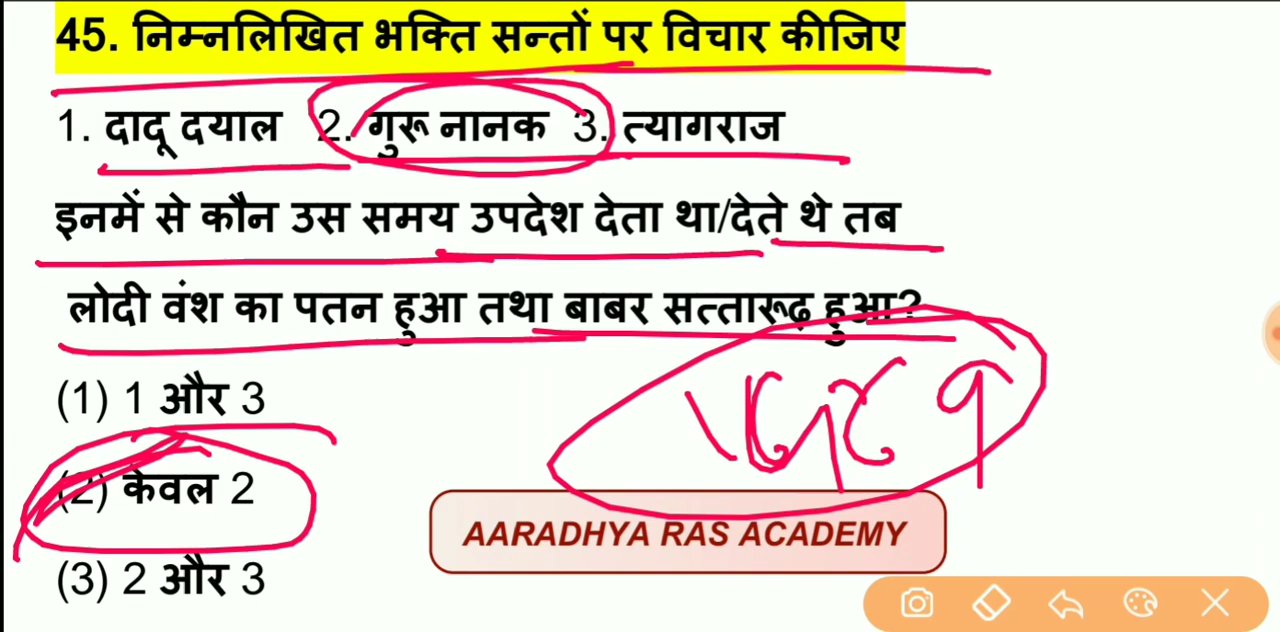 45. निम्नलिखित भक्ति सन्तों पर विचार कीजिए
1. दादू दयाल 2. गुरू नानक 3. त्यागराज
इनमें से कौन उस समय उपदेश देता था/देते थे तब
लोदी वंश का पतन हुआ तथा बाबर सत्तारूढ़ हुआ?
(1) 1 और 3
(2) केवल 2
(3) 2 और 3
AARADHYA RAS ACADEMY